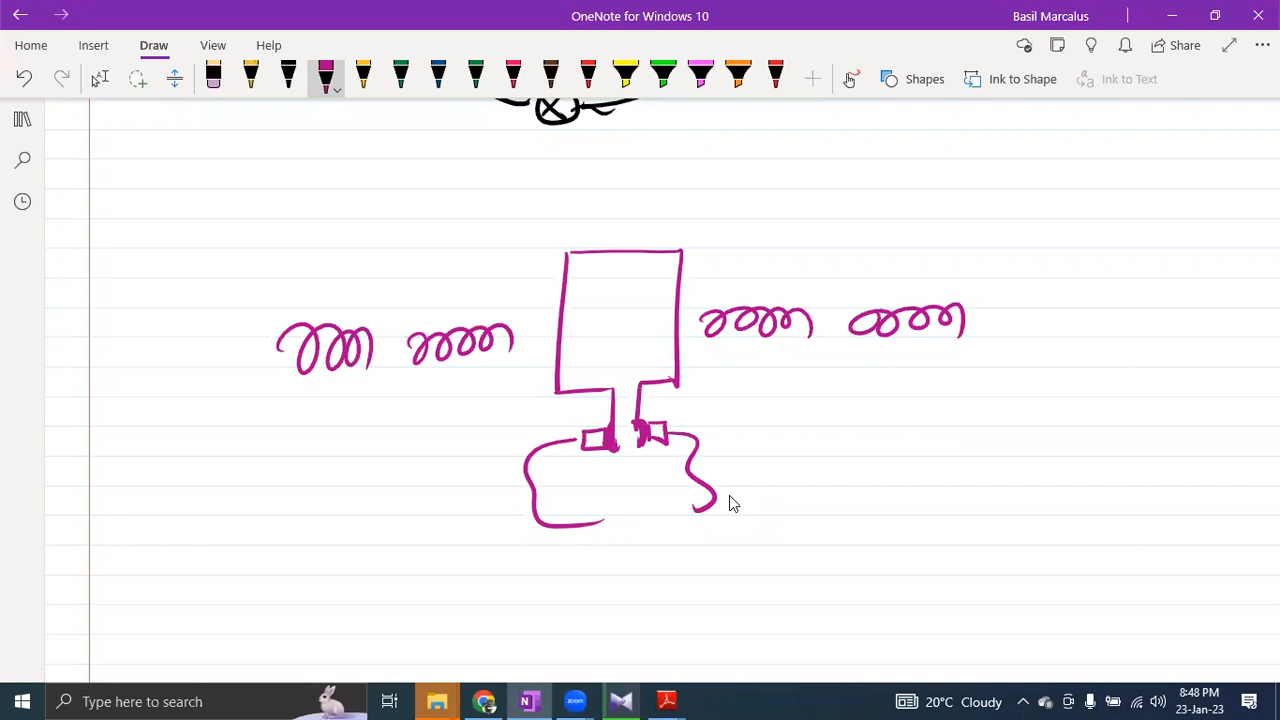 OneNote for Windows 10
Basil Marcalus
Home Insert Draw View Help
Share
Shapes
Ink to Shape
Ink to Text
Type here to search
zoom
20°C Cloudy
8:48 PM
23-Jan-23